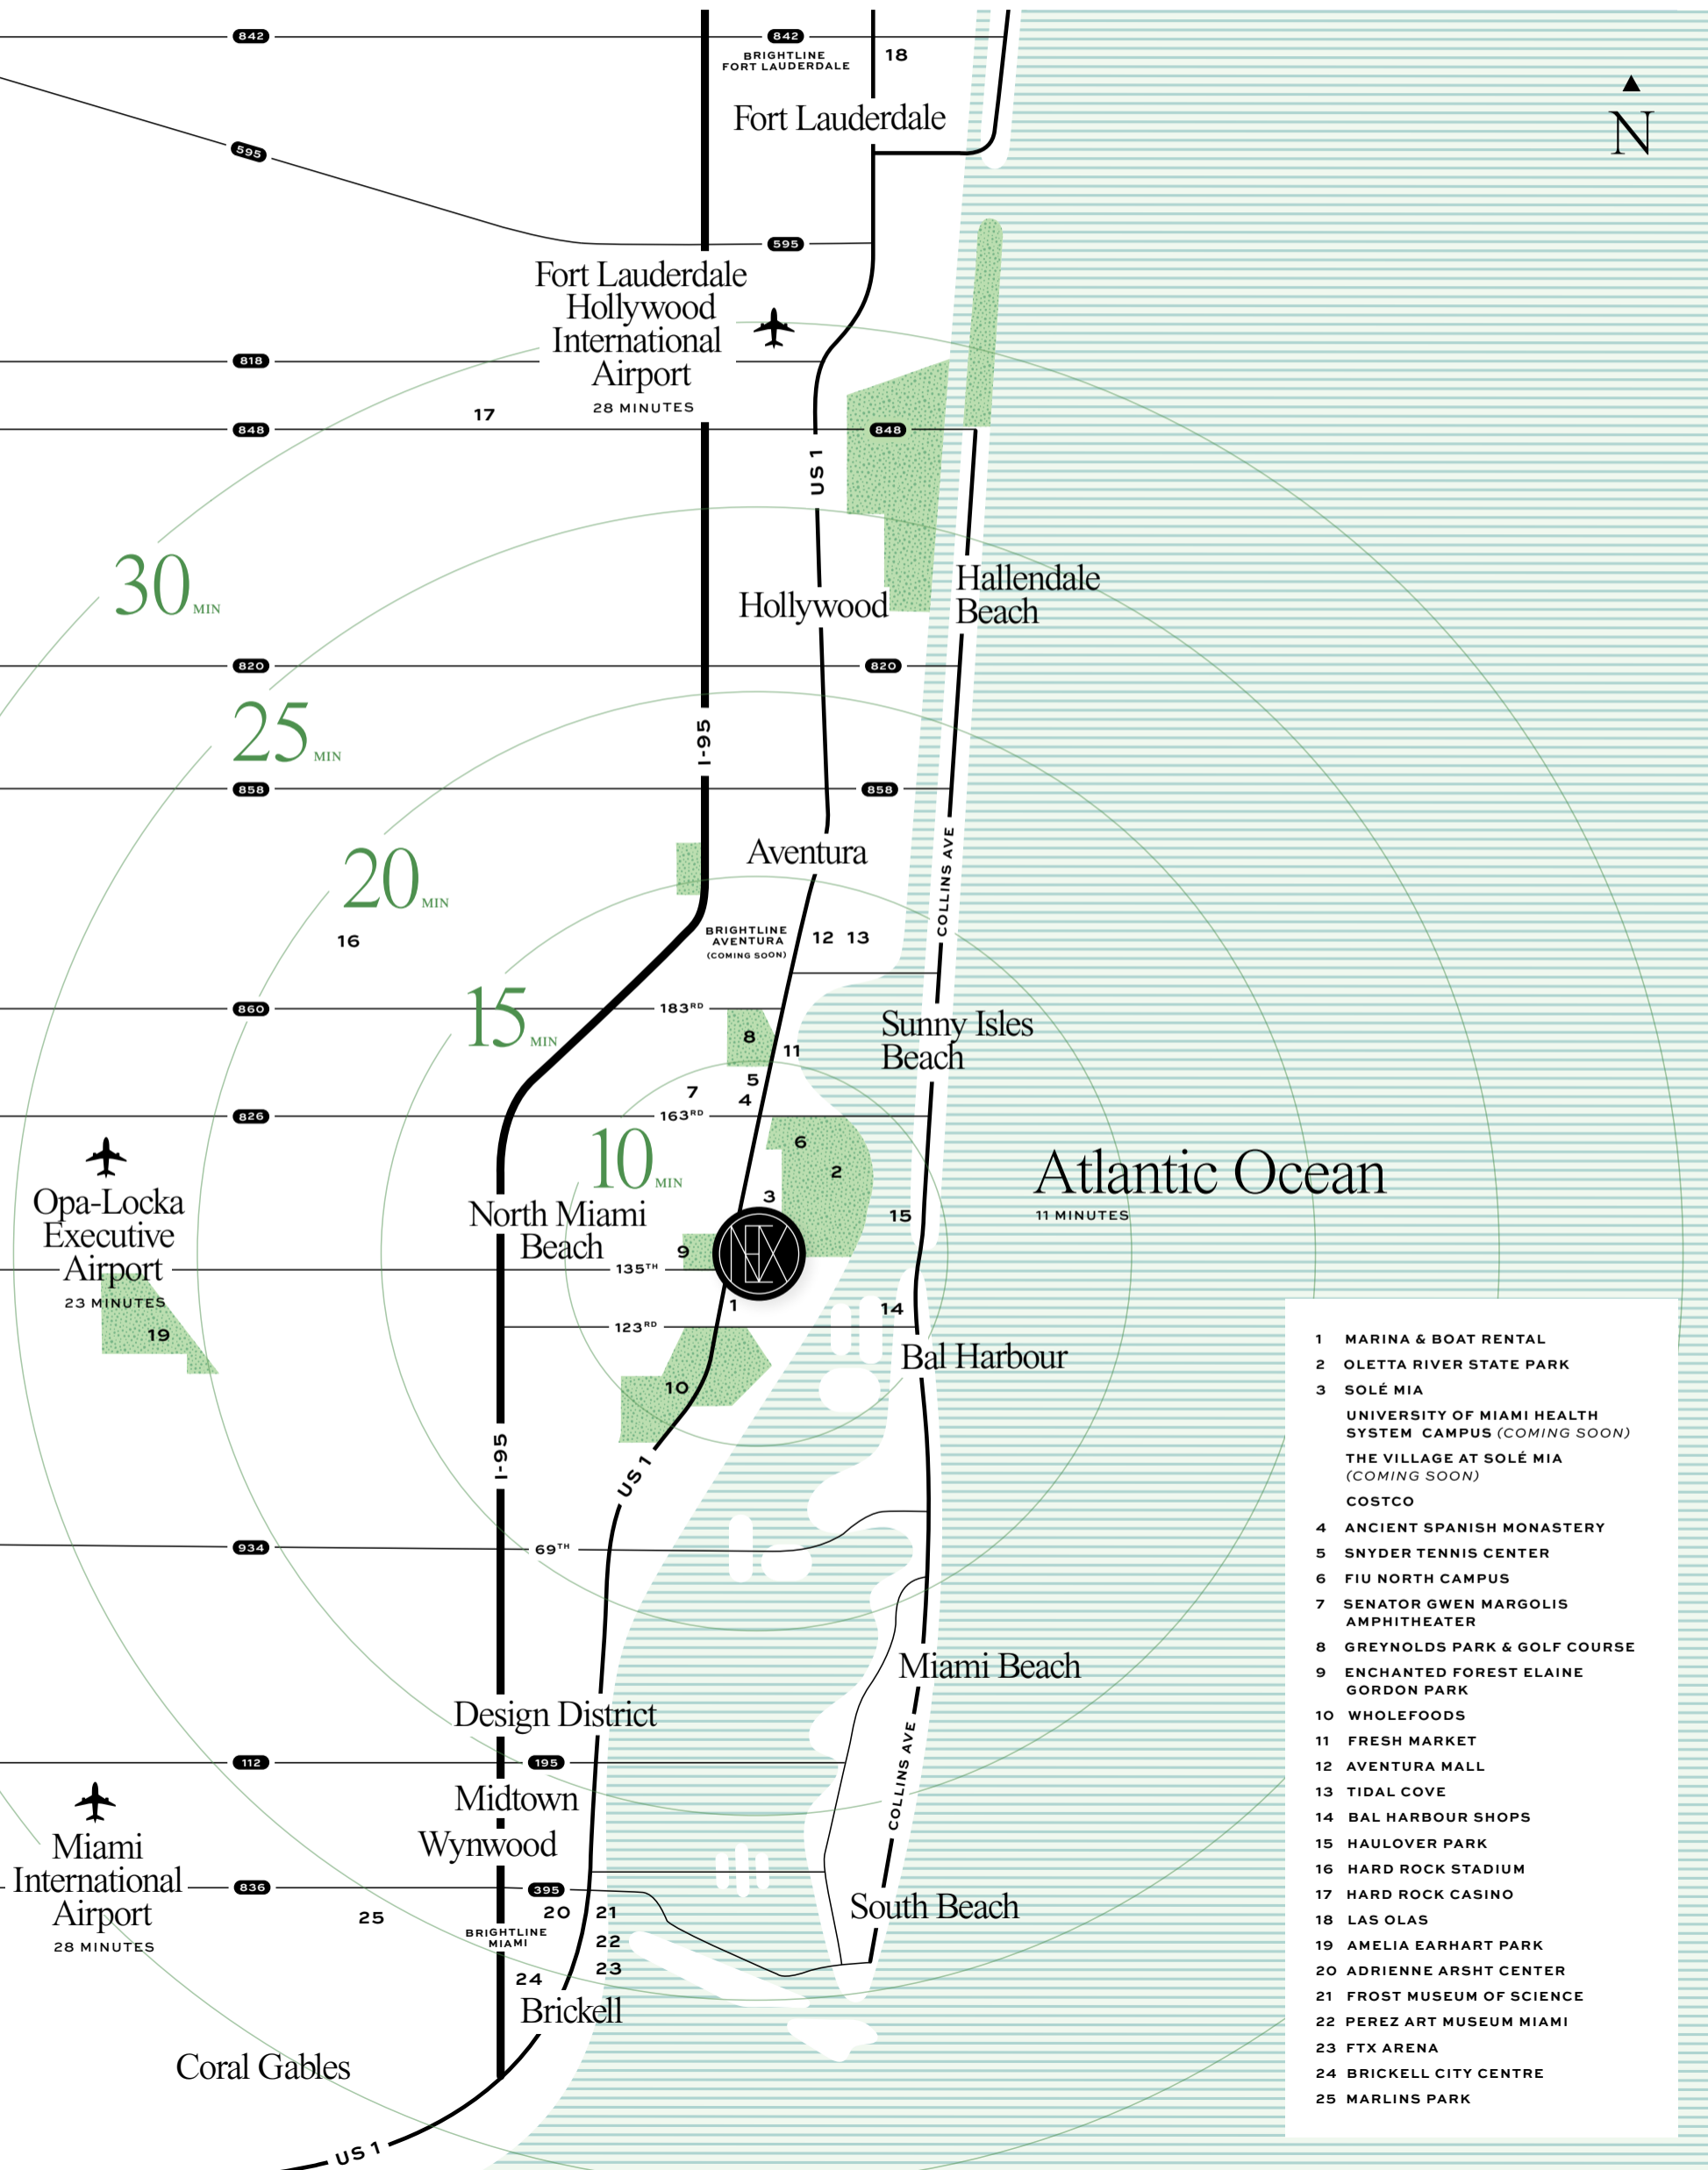 842
842
BRIGHTLINE
FORT LAUDERDALE
18
N
Fort Lauderdale
595
595
Fort Lauderdale
Hollywood
International
Airport
28 MINUTES
818
17
848
848
US 1
30 MIN
Hollywood
Hallendale
Beach
820
820
25 MIN
I-95
858
858
20 MIN
Aventura
COLLINS AVE
16
BRIGHTLINE
AVENTURA
(COMING SOON)
12 13
860
15 MIN
183RD
8
11
Sunny Isles
Beach
5
7
4
826
163RD
10 MIN
6
2
3
Opa-Locka
Executive
Airport
23 MINUTES
19
North Miami
Beach
9
NEX
15
Atlantic Ocean
11 MINUTES
135TH
1
14
123RD
Bal Harbour
10
I-95
US 1
934
69TH
Miami Beach
Design District
112
195
COLLINS AVE
Midtown
Wynwood
Miami
International
Airport
28 MINUTES
836
395
25
20
21
South Beach
BRIGHTLINE
MIAMI
22
23
24
Brickell
Coral Gables
US 1
1 MARINA & BOAT RENTAL
2 OLETTA RIVER STATE PARK
3 SOLÉ MIA
UNIVERSITY OF MIAMI HEALTH
SYSTEM CAMPUS (COMING SOON)
THE VILLAGE AT SOLÉ MIA
(COMING SOON)
COSTCO
4 ANCIENT SPANISH MONASTERY
5 SNYDER TENNIS CENTER
6 FIU NORTH CAMPUS
7 SENATOR GWEN MARGOLIS
AMPHITHEATER
8 GREYNOLDS PARK & GOLF COURSE
9 ENCHANTED FOREST ELAINE
GORDON PARK
10 WHOLEFOODS
11 FRESH MARKET
12 AVENTURA MALL
13 TIDAL COVE
14 BAL HARBOUR SHOPS
15 HAULOVER PARK
16 HARD ROCK STADIUM
17 HARD ROCK CASINO
18 LAS OLAS
19 AMELIA EARHART PARK
20 ADRIENNE ARSHT CENTER
21 FROST MUSEUM OF SCIENCE
22 PEREZ ART MUSEUM MIAMI
23 FTX ARENA
24 BRICKELL CITY CENTRE
25 MARLINS PARK